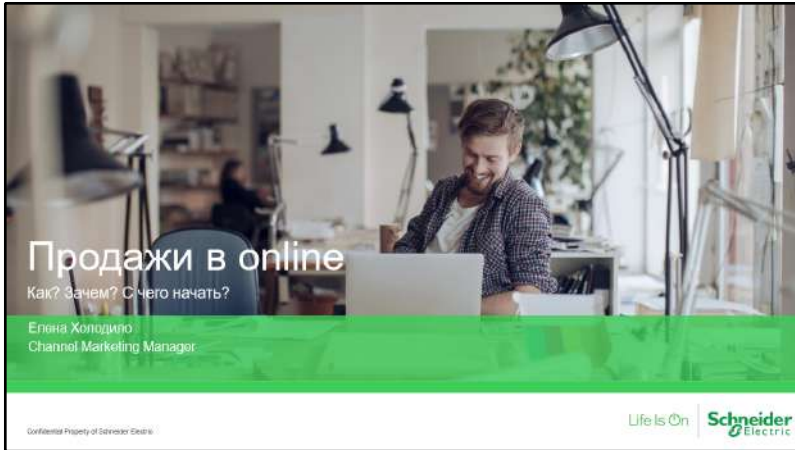 Продажи в online
Как? Зачем? С чего начать?
Елена Холодило
Channel Marketing Manager
Confidential Property of Schneider Electric
Life Is On
Schneider
Electric